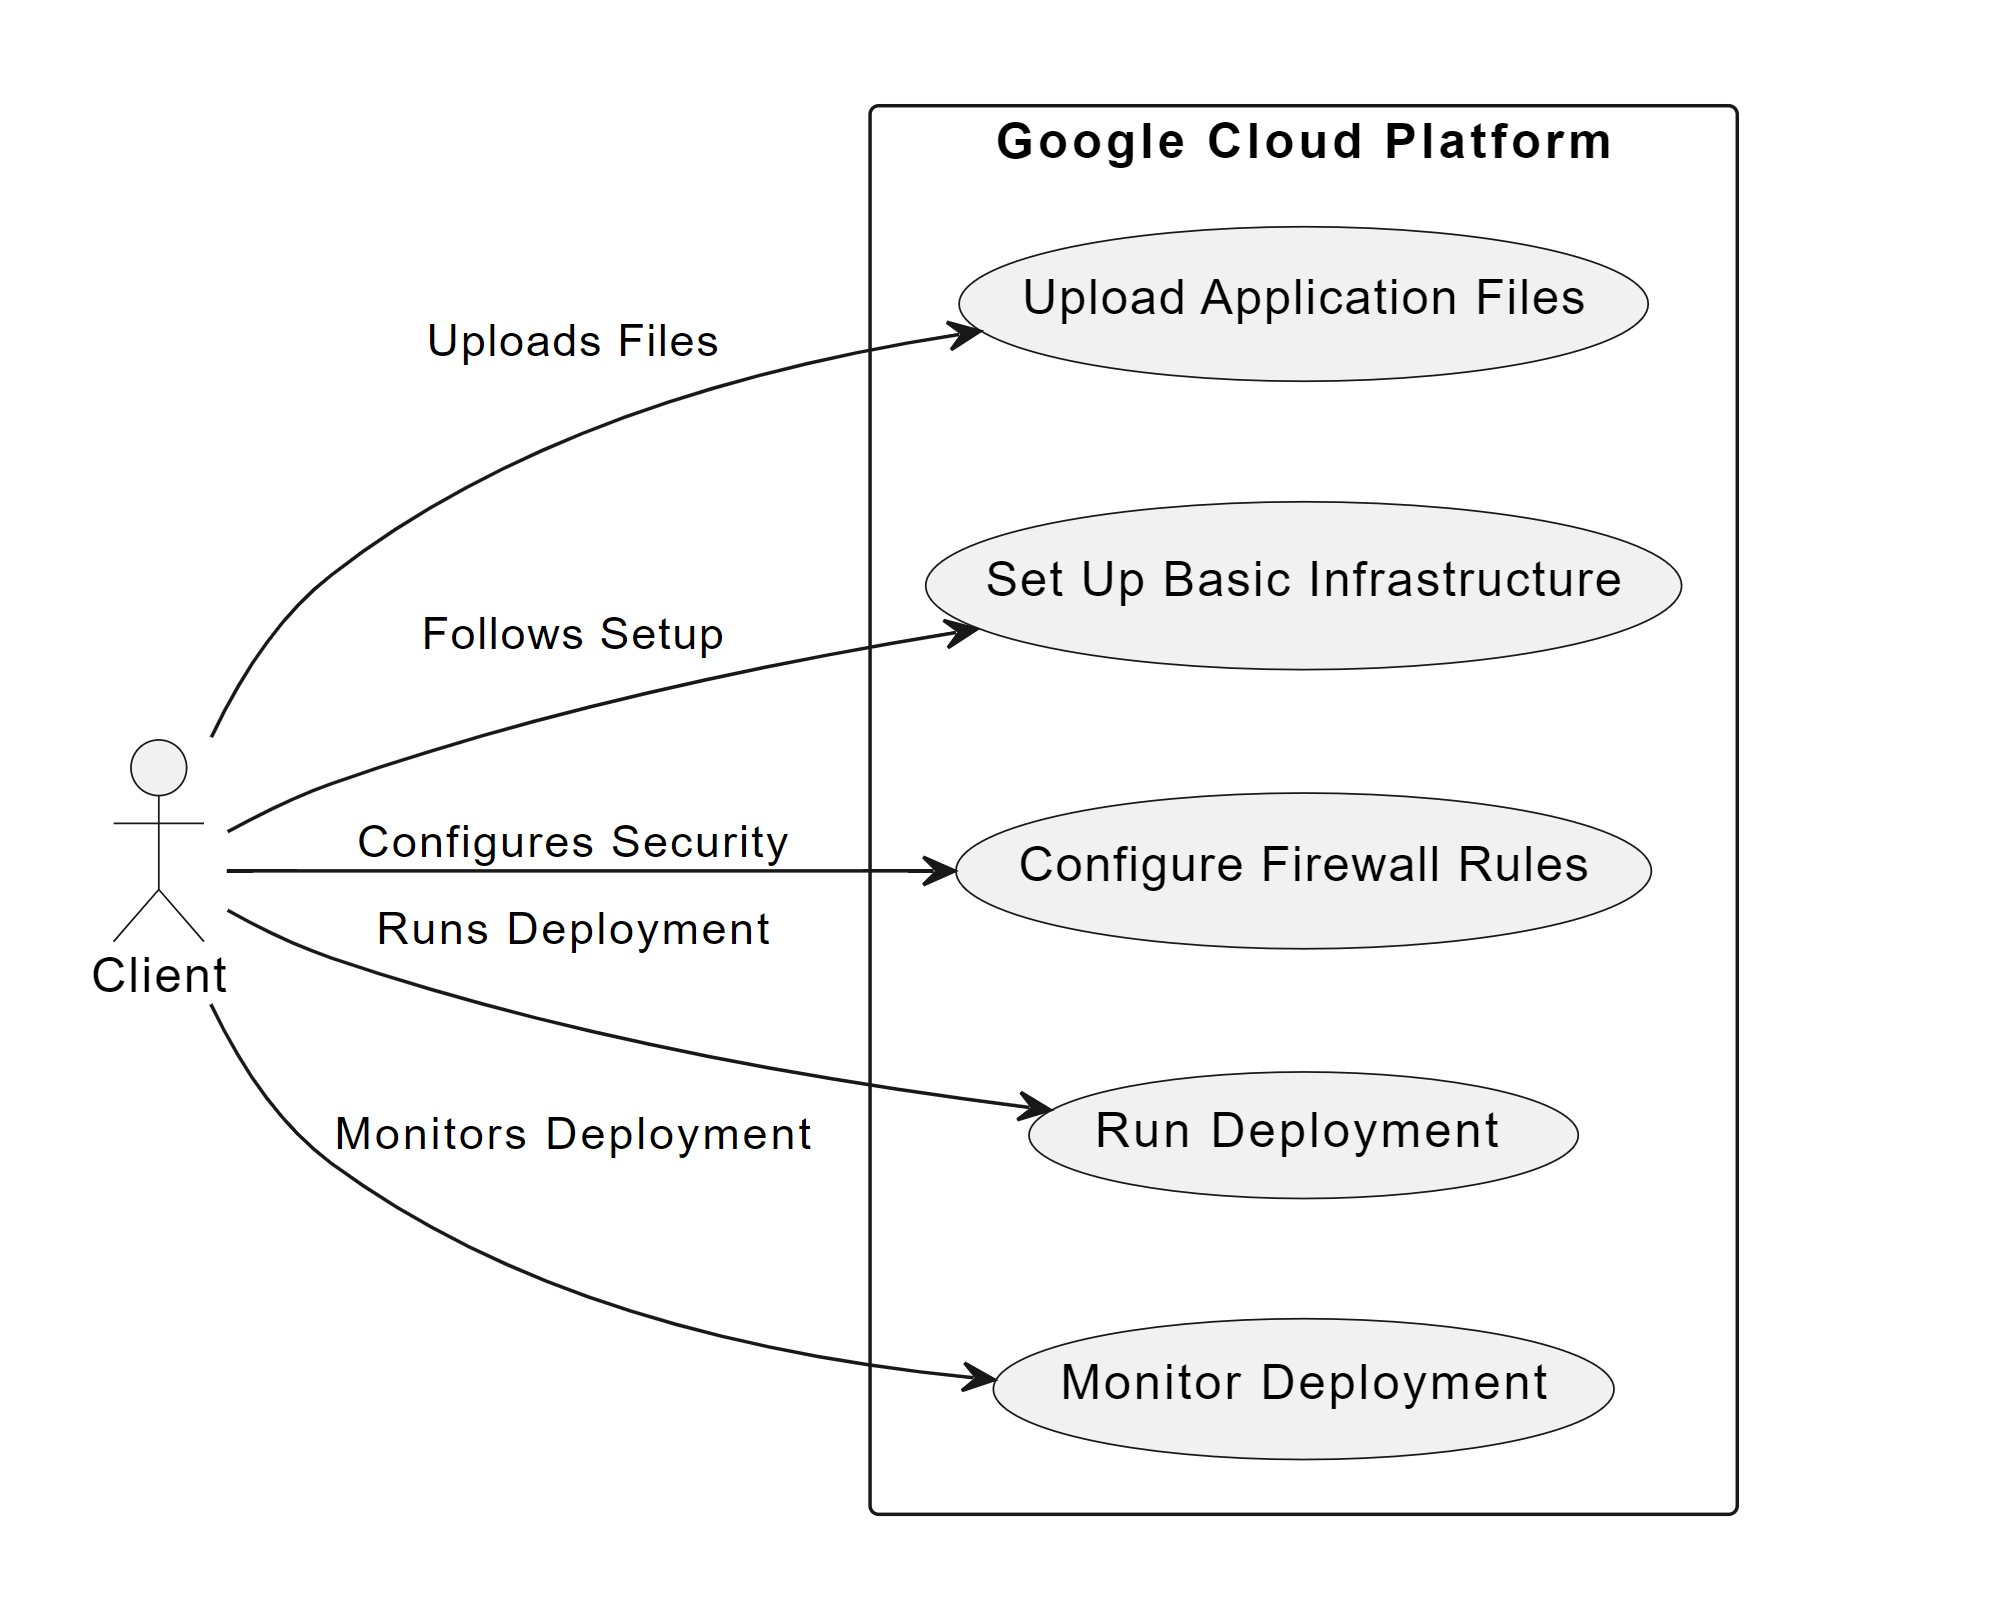 Google Cloud Platform
Upload Application Files
Uploads Files
Set Up Basic Infrastructure
Follows Setup
Configures Security
Configure Firewall Rules
Runs Deployment
Client
Run Deployment
Monitors Deployment
Monitor Deployment